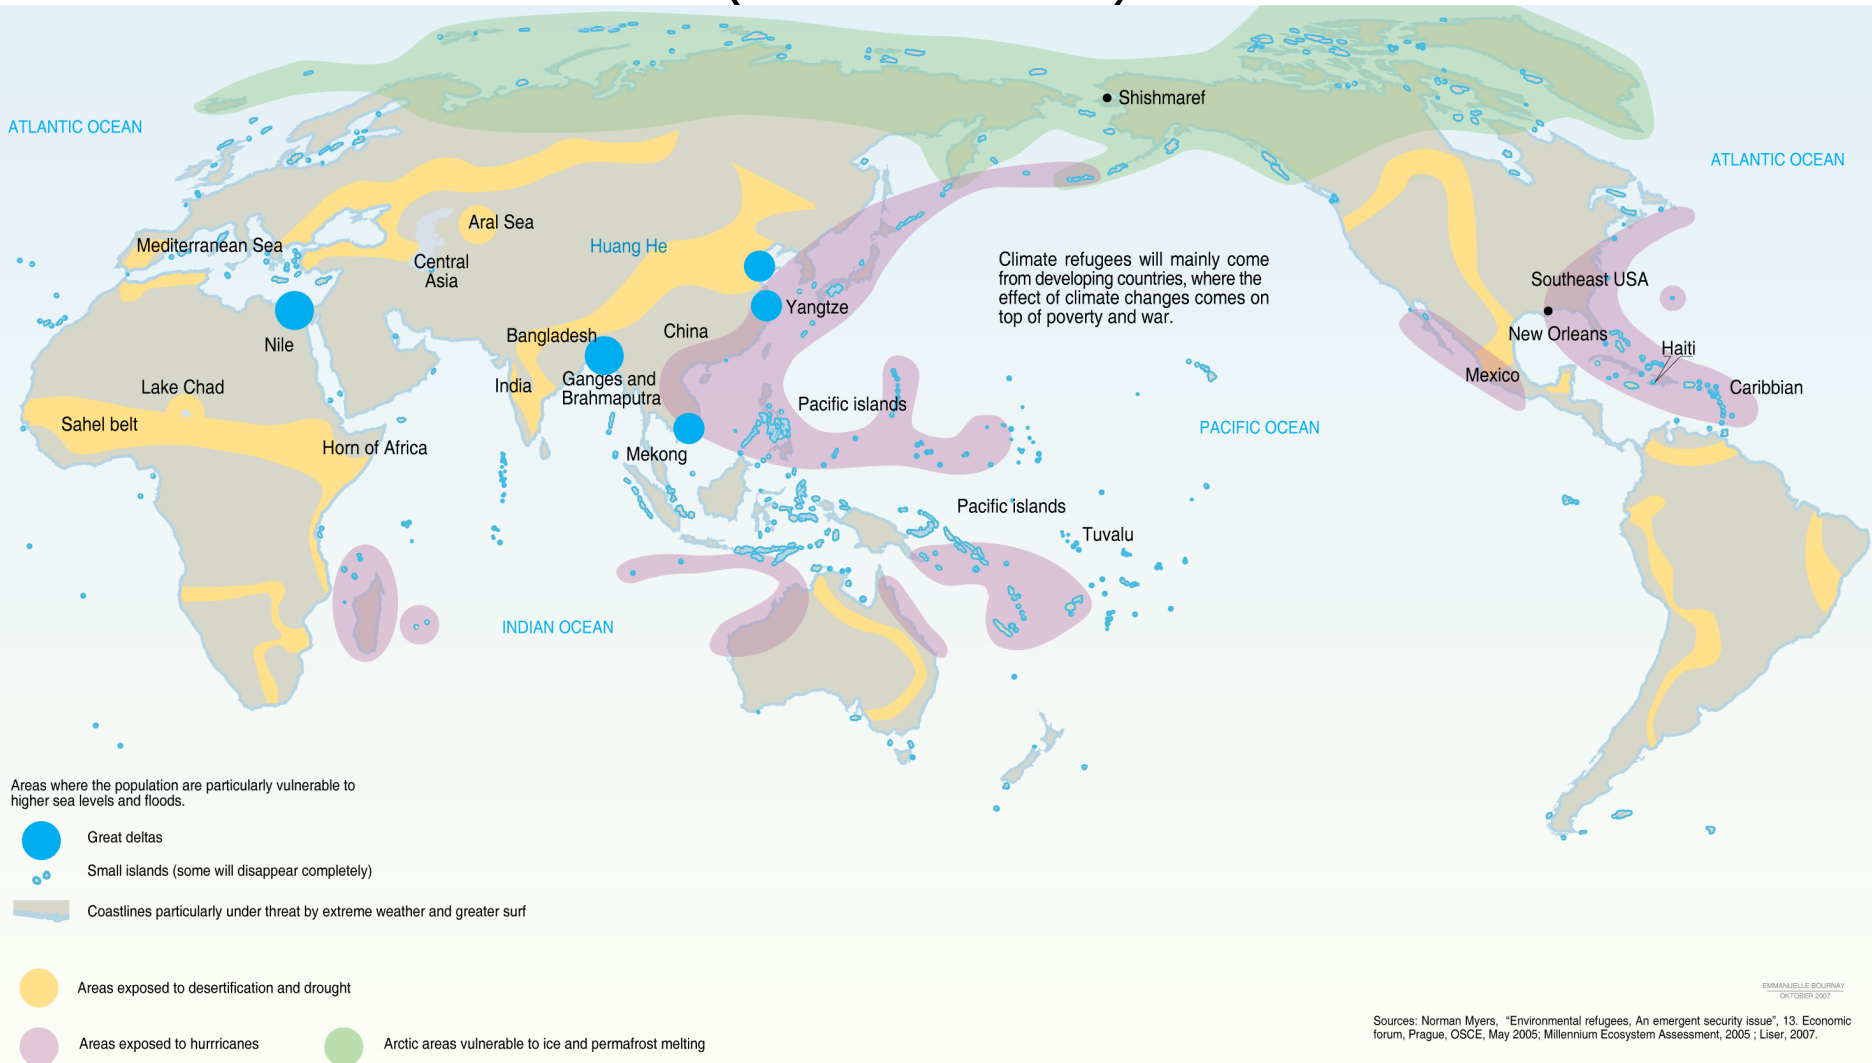 Shishmaref
ATLANTIC OCEAN
ATLANTIC OCEAN
Aral Sea
Mediterranean Sea
Huang He
Central
Asia
Climate refugees will mainly come
from developing countries, where the
effect of climate changes comes on
top of poverty and war.
Southeast USA
Yangtze
Nile
Bangladesh
China
New Orleans
Haiti
Lake Chad
India
Ganges and
Brahmaputra
Mexico
Caribbian
Pacific islands
Sahel belt
PACIFIC OCEAN
Horn of Africa
Mekong
Pacific islands
Tuvalu
INDIAN OCEAN
Areas where the population are particularly vulnerable to
higher sea levels and floods.
Great deltas
Small islands (some will disappear completely)
Coastlines particularly under threat by extreme weather and greater surf
Areas exposed to desertification and drought
Areas exposed to hurrricanes
Arctic areas vulnerable to ice and permafrost melting
EMMANUELLE BOURNAY
OKTOBER 2007
Sources: Norman Myers, “Environmental refugees, An emergent security issue”, 13. Economic
forum, Prague, OSCE, May 2005; Millennium Ecosystem Assessment, 2005 ; Liser, 2007.